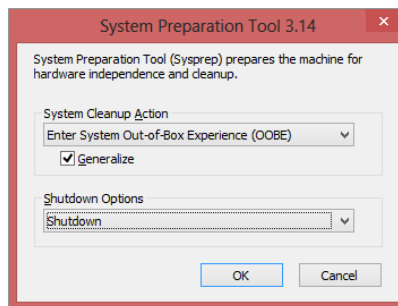 System Preparation Tool 3.14
System Preparation Tool (Sysprep) prepares the machine for
hardware independence and cleanup.
System Cleanup Action
Enter System Out-of-Box Experience (OOBE)
Generalize
Shutdown Options
Shutdown
OK Cancel